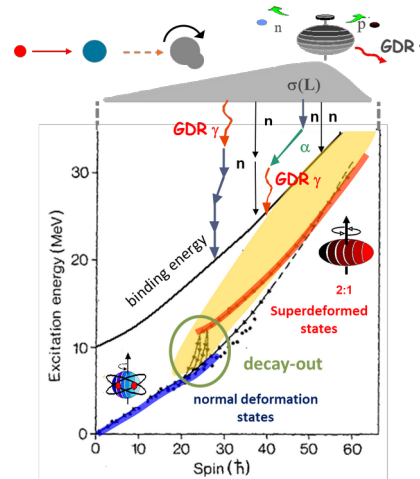 n
p
GDR γ
σ(L)
n
n
n
GDR γ
α
n
GDR γ
30
20
10
0
Excitation energy (MeV)
binding energy
2:1
Superdeformed
states
decay-out
normal deformation
states
0
10
20
30
40
50
60
Spin (ℏ)